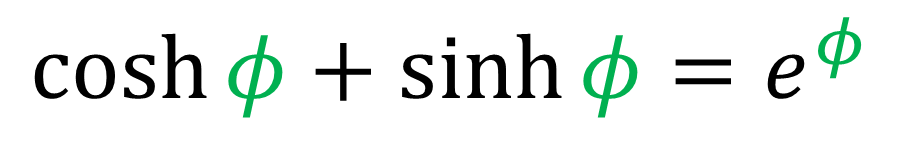 cosh ϕ + sinh ϕ = e^ϕ